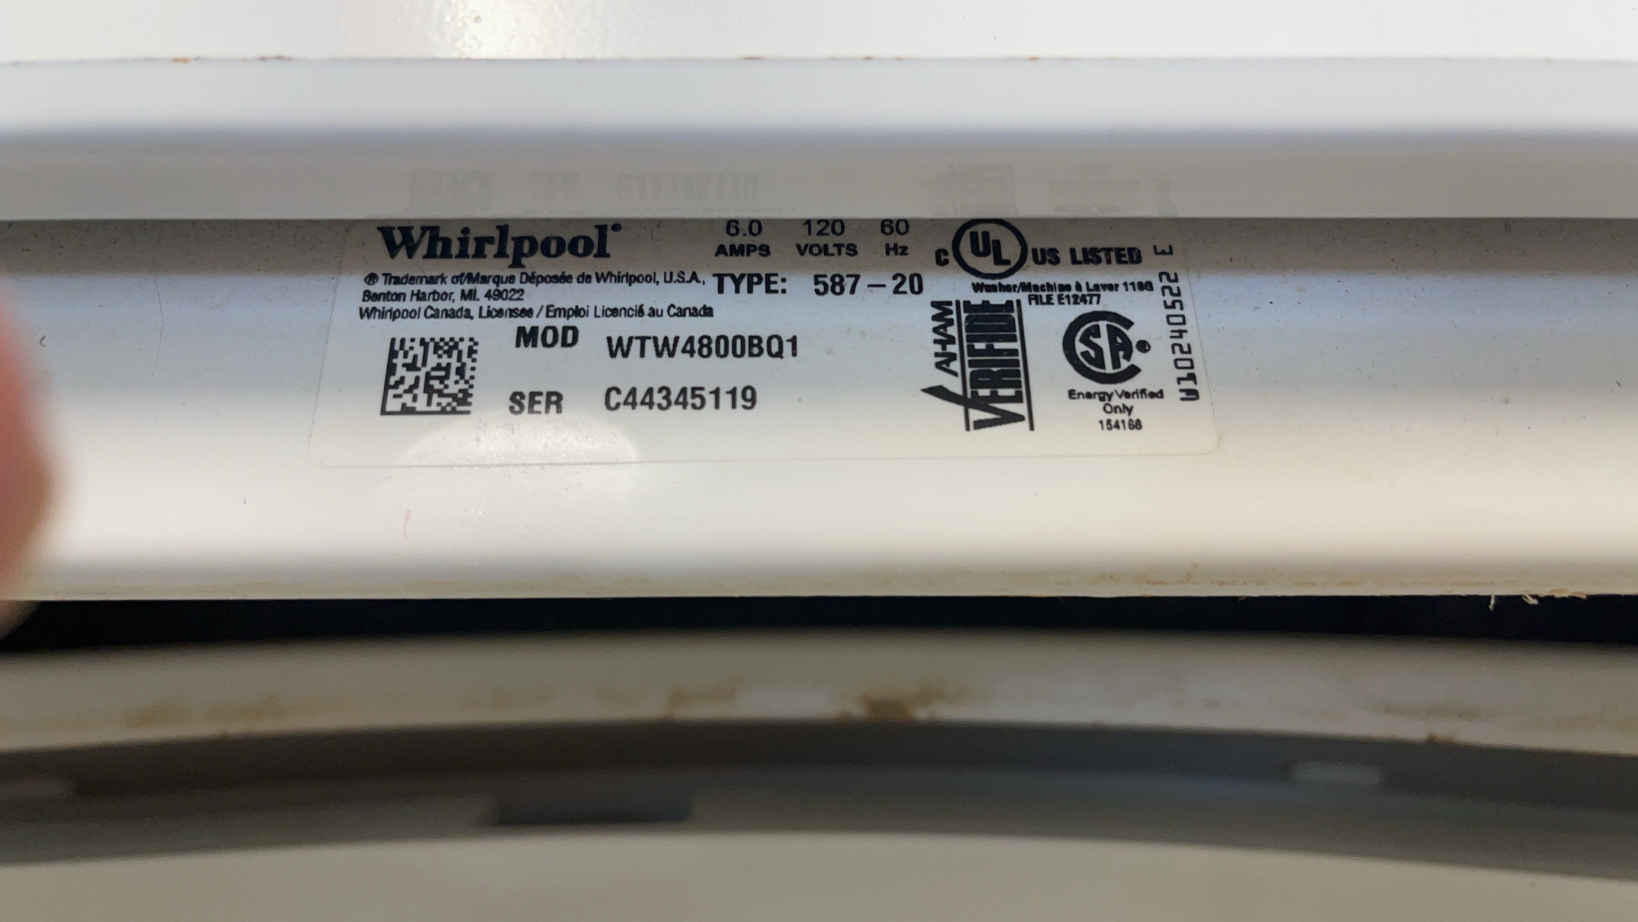 Whirlpool®
6.0 120 60
AMPS VOLTS Hz
® Trademark of/Marque Déposée de Whirlpool, U.S.A.,
Benton Harbor, MI. 49022
Whirlpool Canada, Licensee / Emploi Licencié au Canada
TYPE: 587-20
MOD WTW4800BQ1
SER C44345119
C UL US LISTED E
Washer/Machine à Laver 119G
FILE E12477
AHAM
VERIFIDE
SA
Energy Verified
Only
154168
W10240522